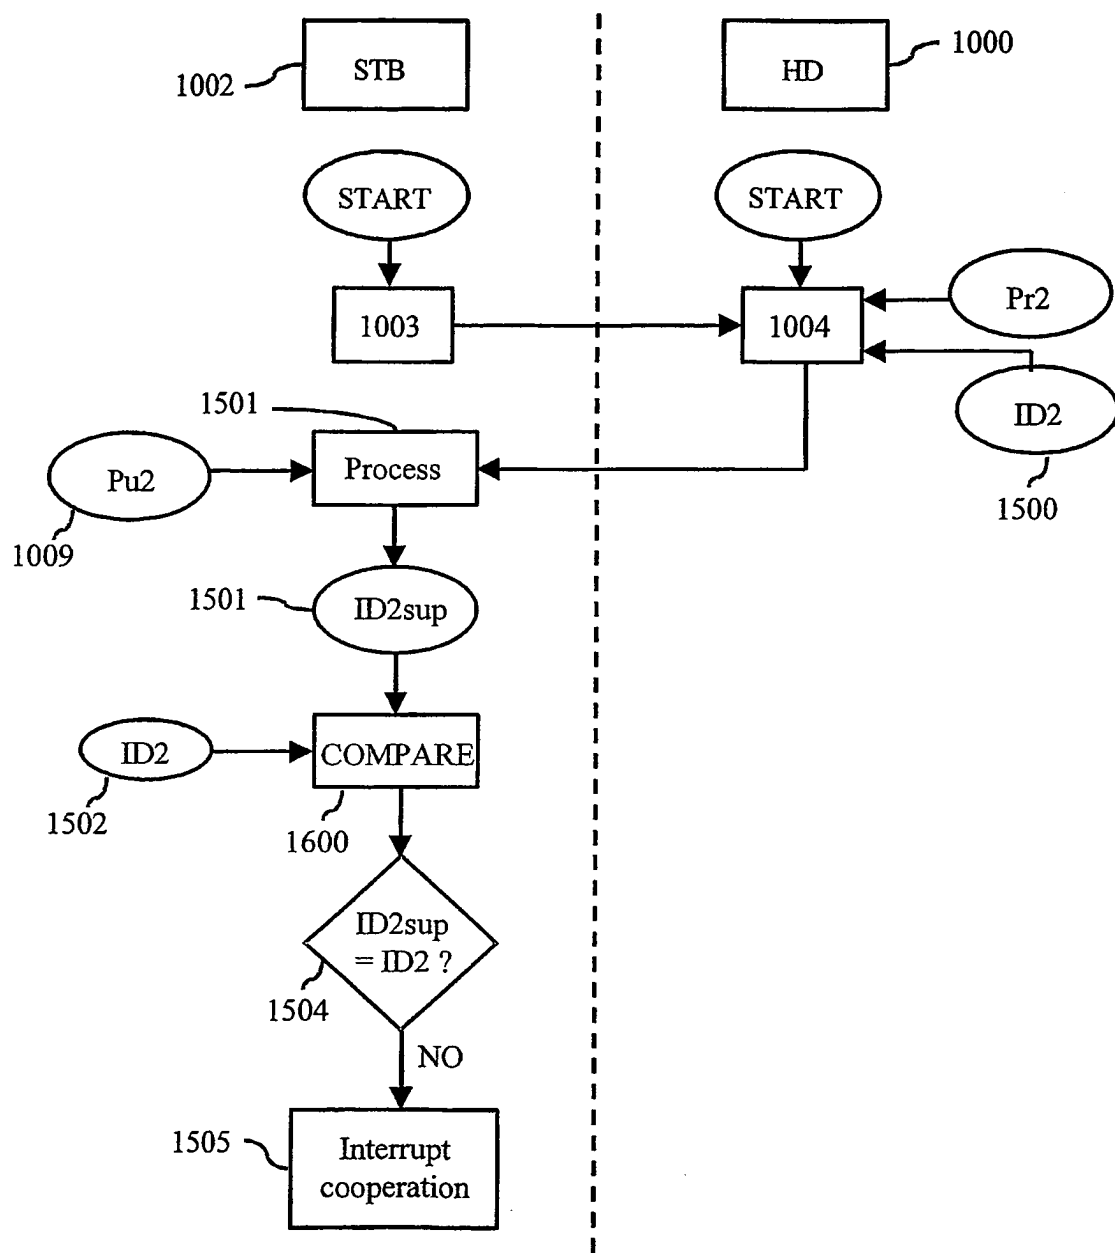 STB
HD
1002
1000
START
START
1003
1004
Pr2
ID2
1500
1501
Process
Pu2
1009
1501
ID2sup
ID2
1502
COMPARE
1600
ID2sup
= ID2 ?
1504
NO
1505
Interrupt
cooperation